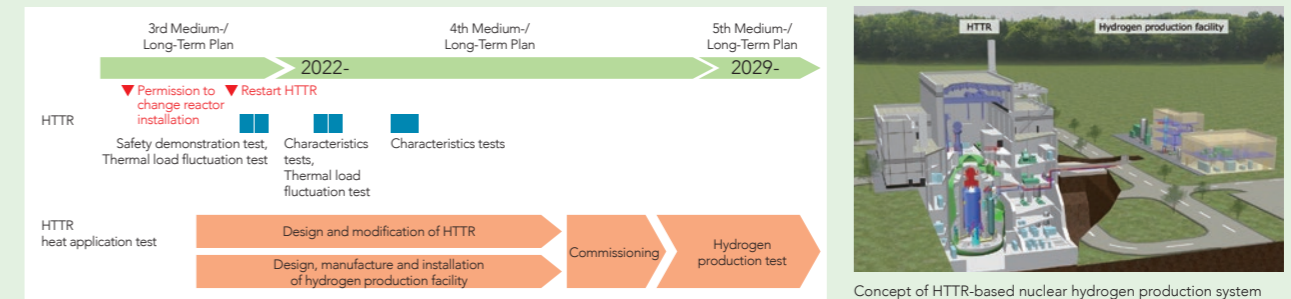 3rd Medium-/
Long-Term Plan
4th Medium-/
Long-Term Plan
5th Medium-/
Long-Term Plan
2022-
2029-
▼ Permission to
change reactor
installation
▼ Restart HTTR
HTTR
Safety demonstration test,
Thermal load fluctuation test
Characteristics
tests,
Thermal load
fluctuation test
Characteristics tests
HTTR
heat application test
Design and modification of HTTR
Design, manufacture and installation
of hydrogen production facility
Commissioning
Hydrogen
production test
HTTR
Hydrogen production facility
Concept of HTTR-based nuclear hydrogen production system